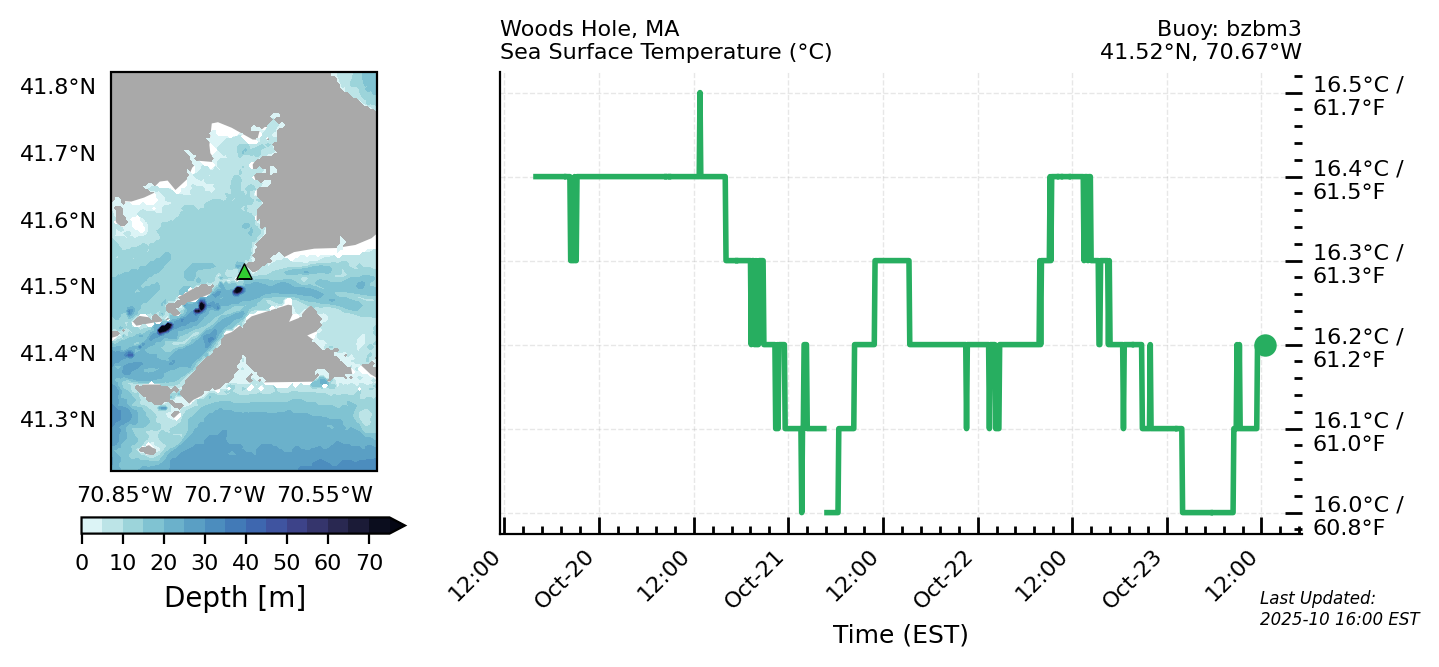 Woods Hole, MA
Sea Surface Temperature (°C)
Buoy: bzbm3
41.52°N, 70.67°W
41.8°N
41.7°N
41.6°N
41.5°N
41.4°N
41.3°N
70.85°W 70.7°W 70.55°W
0 10 20 30 40 50 60 70
Depth [m]
16.5°C /
61.7°F
16.4°C /
61.5°F
16.3°C /
61.3°F
16.2°C /
61.2°F
16.1°C /
61.0°F
16.0°C /
60.8°F
12:00
Oct-20
12:00
Oct-21
12:00
Oct-22
12:00
Oct-23
12:00
Time (EST)
Last Updated:
2025-10 16:00 EST